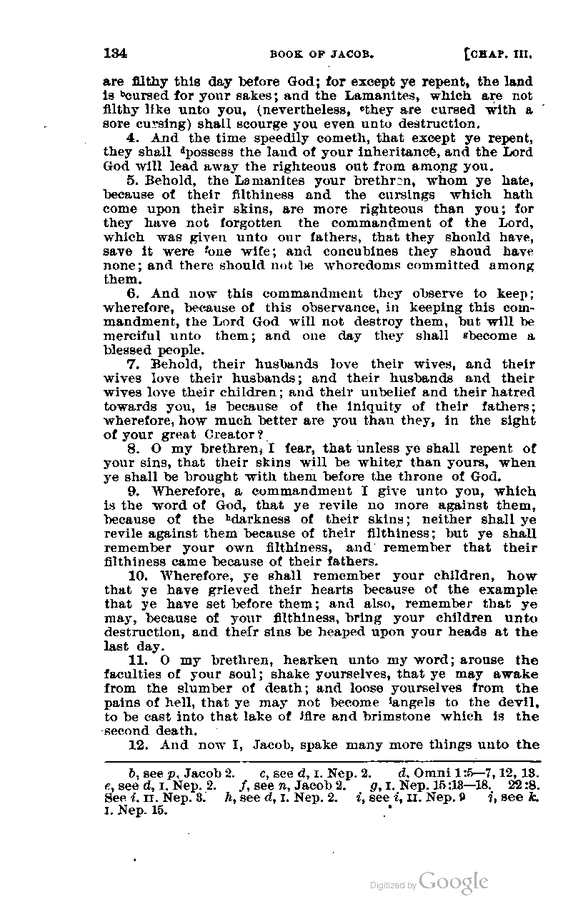 134 BOOK OF JACOB. [CHAP. III.
are filthy this day before God; for except ye repent, the land
is ᵇcursed for your sakes; and the Lamanites, which are not
filthy like unto you, (nevertheless, ᶜthey are cursed with a
sore cursing) shall scourge you even unto destruction.
4. And the time speedily cometh, that except ye repent,
they shall ᵈpossess the land of your inheritance, and the Lord
God will lead away the righteous out from among you.
5. Behold, the Lamanites your brethren, whom ye hate,
because of their filthiness and the cursings which hath
come upon their skins, are more righteous than you; for
they have not forgotten the commandment of the Lord,
which was given unto our fathers, that they should have,
save it were ᶠone wife; and concubines they shoud have
none; and there should not be whoredoms committed among
them.
6. And now this commandment they observe to keep;
wherefore, because of this observance, in keeping this com-
mandment, the Lord God will not destroy them, but will be
merciful unto them; and one day they shall ᵍbecome a
blessed people.
7. Behold, their husbands love their wives, and their
wives love their husbands; and their husbands and their
wives love their children; and their unbelief and their hatred
towards you, is because of the iniquity of their fathers;
wherefore, how much better are you than they, in the sight
of your great Creator?
8. O my brethren, I fear, that unless ye shall repent of
your sins, that their skins will be whiter than yours, when
ye shall be brought with them before the throne of God.
9. Wherefore, a commandment I give unto you, which
is the word of God, that ye revile no more against them,
because of the ʰdarkness of their skins; neither shall ye
revile against them because of their filthiness; but ye shall
remember your own filthiness, and remember that their
filthiness came because of their fathers.
10. Wherefore, ye shall remember your children, how
that ye have grieved their hearts because of the example
that ye have set before them; and also, remember that ye
may, because of your filthiness, bring your children unto
destruction, and their sins be heaped upon your heads at the
last day.
11. O my brethren, hearken unto my word; arouse the
faculties of your soul; shake yourselves, that ye may awake
from the slumber of death; and loose yourselves from the
pains of hell, that ye may not become ⁱangels to the devil,
to be cast into that lake of ʲfire and brimstone which is the
second death.
12. And now I, Jacob, spake many more things unto the
b, see p, Jacob 2. c, see d, I. Nep. 2. d, Omni 1:5—7, 12, 13.
e, see d, I. Nep. 2. f, see n, Jacob 2. g, I. Nep. 15:13—18. 22:8.
See i, II. Nep. 3. h, see d, I. Nep. 2. i, see i, II. Nep. 9 j, see k,
I. Nep. 15.
Digitized by Google